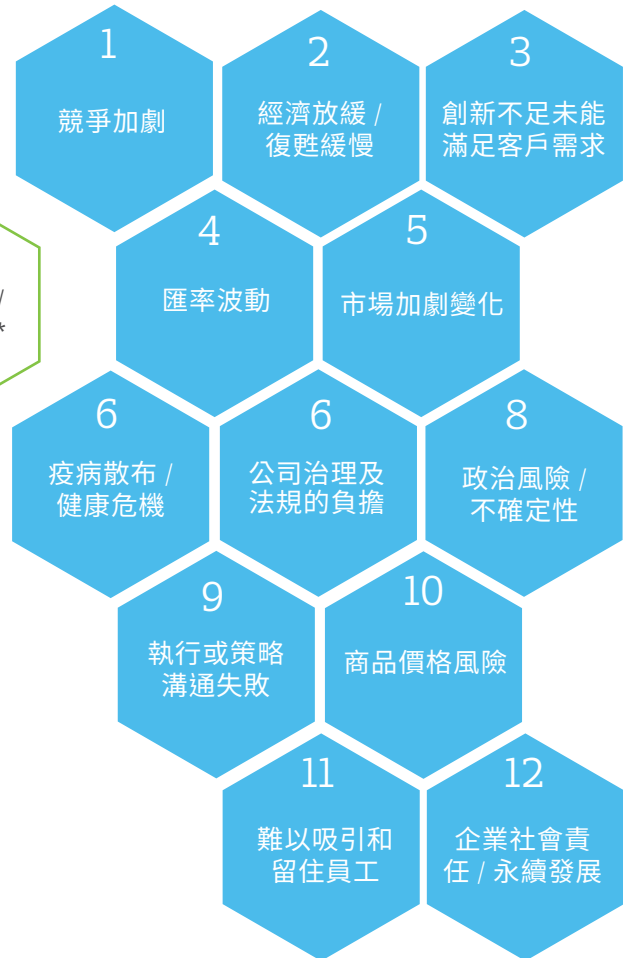 1
競爭加劇
2
經濟放緩 /
復甦緩慢
3
創新不足未能
滿足客戶需求
4
匯率波動
5
市場加劇變化
/
*
6
疫病散布 /
健康危機
6
公司治理及
法規的負擔
8
政治風險 /
不確定性
9
執行或策略
溝通失敗
10
商品價格風險
11
難以吸引和
留住員工
12
企業社會責
任 / 永續發展